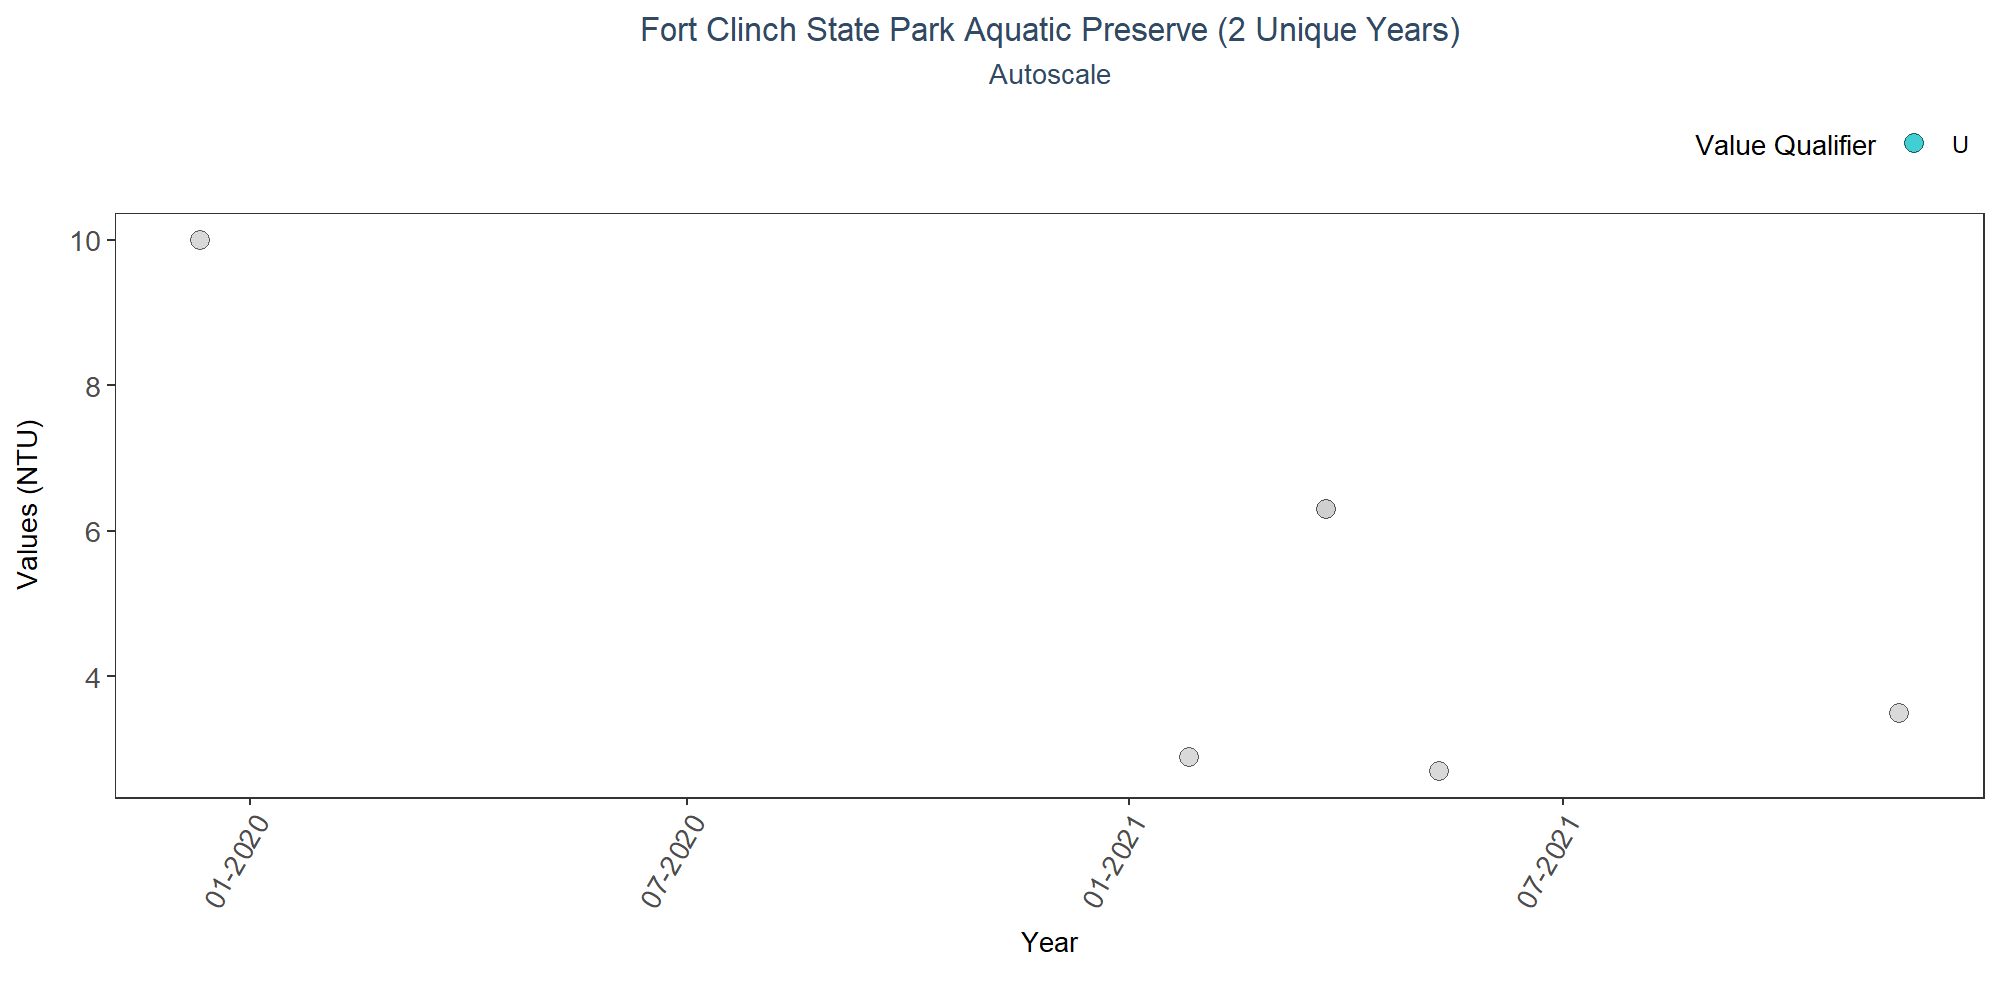 Fort Clinch State Park Aquatic Preserve (2 Unique Years)
Autoscale
Value Qualifier U
10
8
6
4
Values (NTU)
01-2020
07-2020
01-2021
07-2021
Year